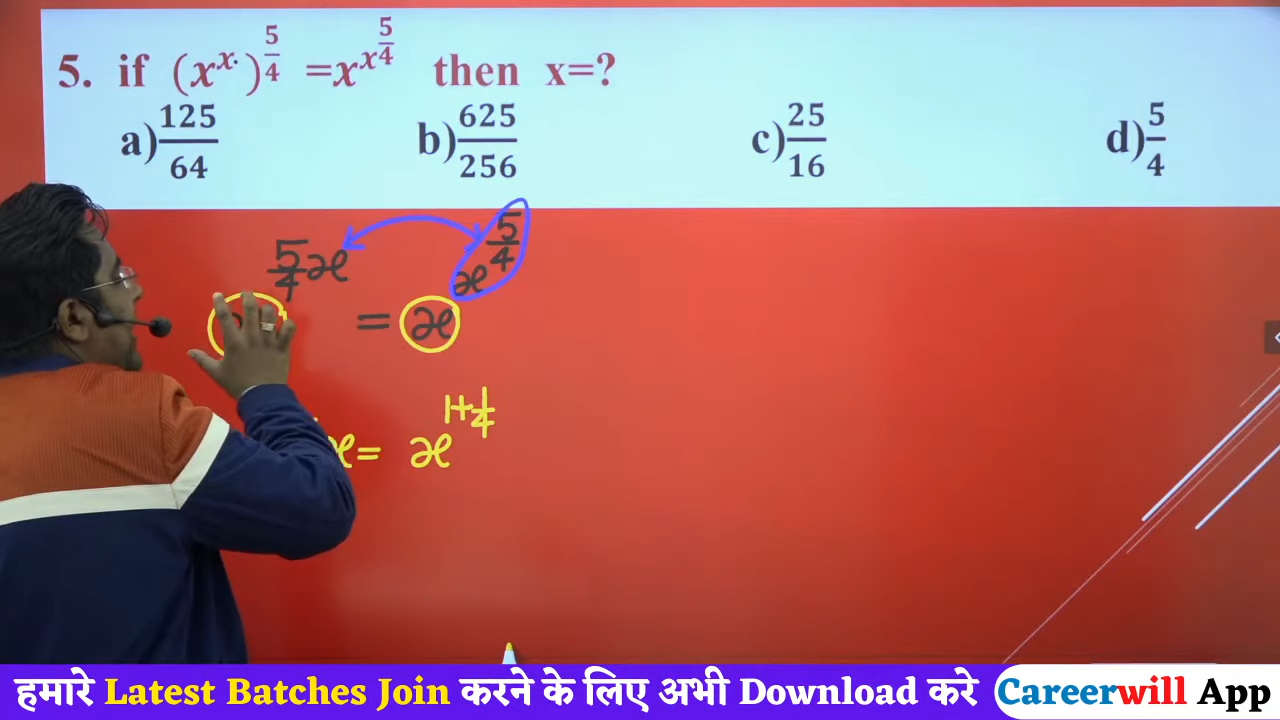 5. if (x^x·)^(5/4) = x^(x^(5/4)) then x=?
a) 125/64 b) 625/256 c) 25/16 d) 5/4
5/4 x = x^(x^(5/4))
x = x^(1+1/4)
हमारे Latest Batches Join करने के लिए अभी Download करे Careerwill App